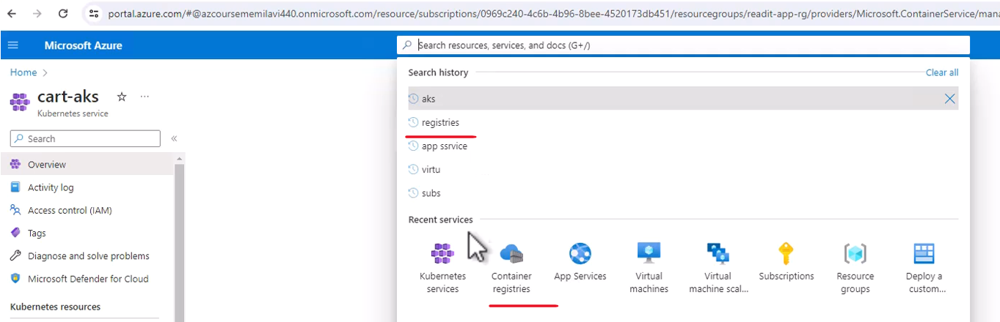 portal.azure.com/#@azcoursememilavi440.onmicrosoft.com/resource/subscriptions/0969c240-4c6b-4b96-8bee-4520173db451/resourcegroups/readit-app-rg/providers/Microsoft.ContainerService/mana
Microsoft Azure
Search resources, services, and docs (G+/)
Home
cart-aks
Kubernetes service
Search
Overview
Activity log
Access control (IAM)
Tags
Diagnose and solve problems
Microsoft Defender for Cloud
Kubernetes resources
Search history
Clear all
aks
registries
app ssrvice
virtu
subs
Recent services
Kubernetes services
Container registries
App Services
Virtual machines
Virtual machine scal...
Subscriptions
Resource groups
Deploy a custom...